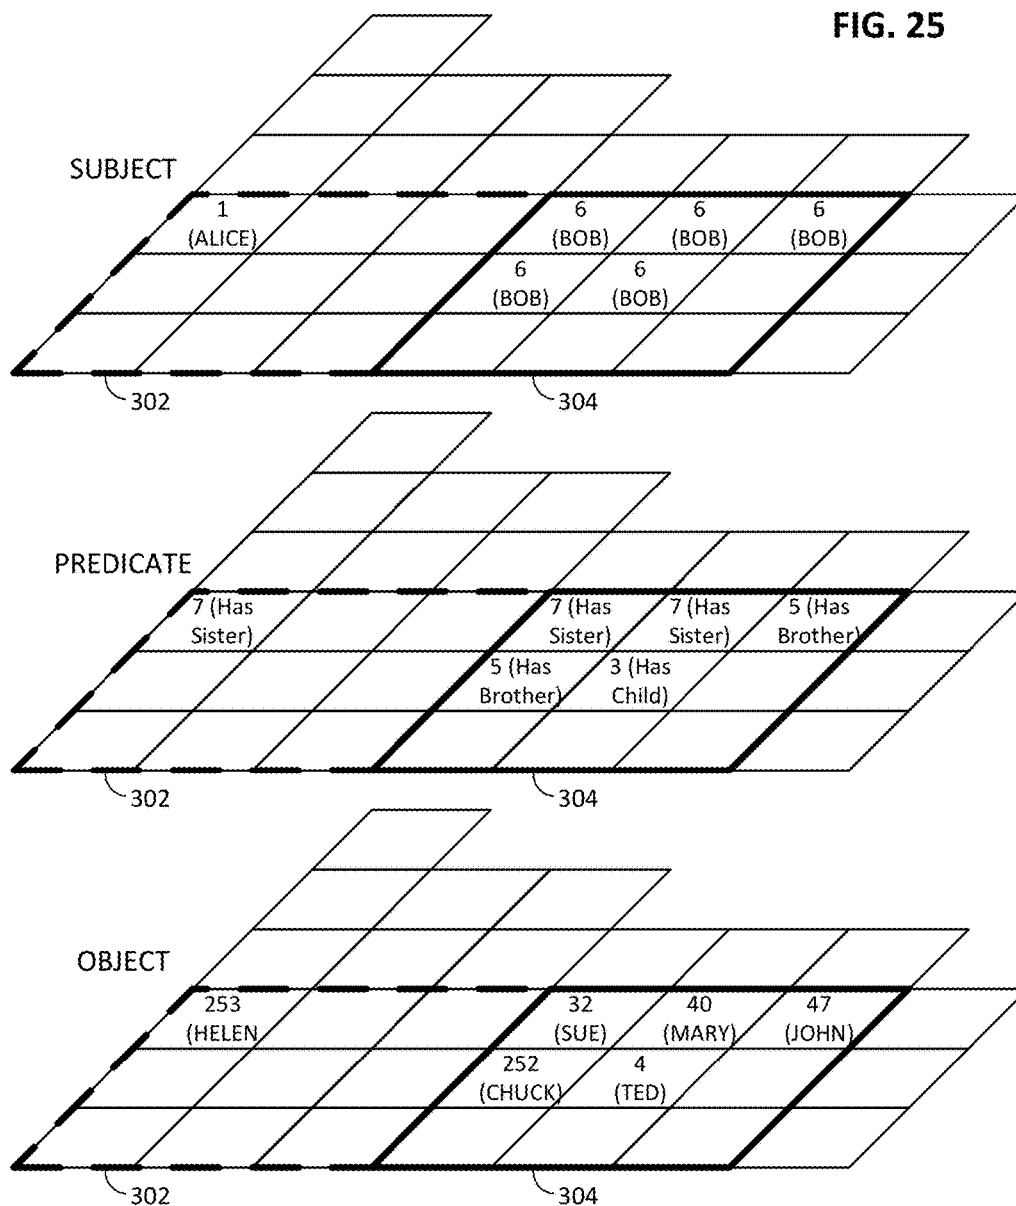 FIG. 25
SUBJECT
1 6 6 6
(ALICE) (BOB) (BOB) (BOB)
6 6
(BOB) (BOB)
302 304
PREDICATE
7 (Has 7 (Has 7 (Has 5 (Has
Sister) Sister) Sister) Brother)
5 (Has 3 (Has
Brother) Child)
302 304
OBJECT
253 32 40 47
(HELEN (SUE) (MARY) (JOHN)
252 4
(CHUCK) (TED)
302 304